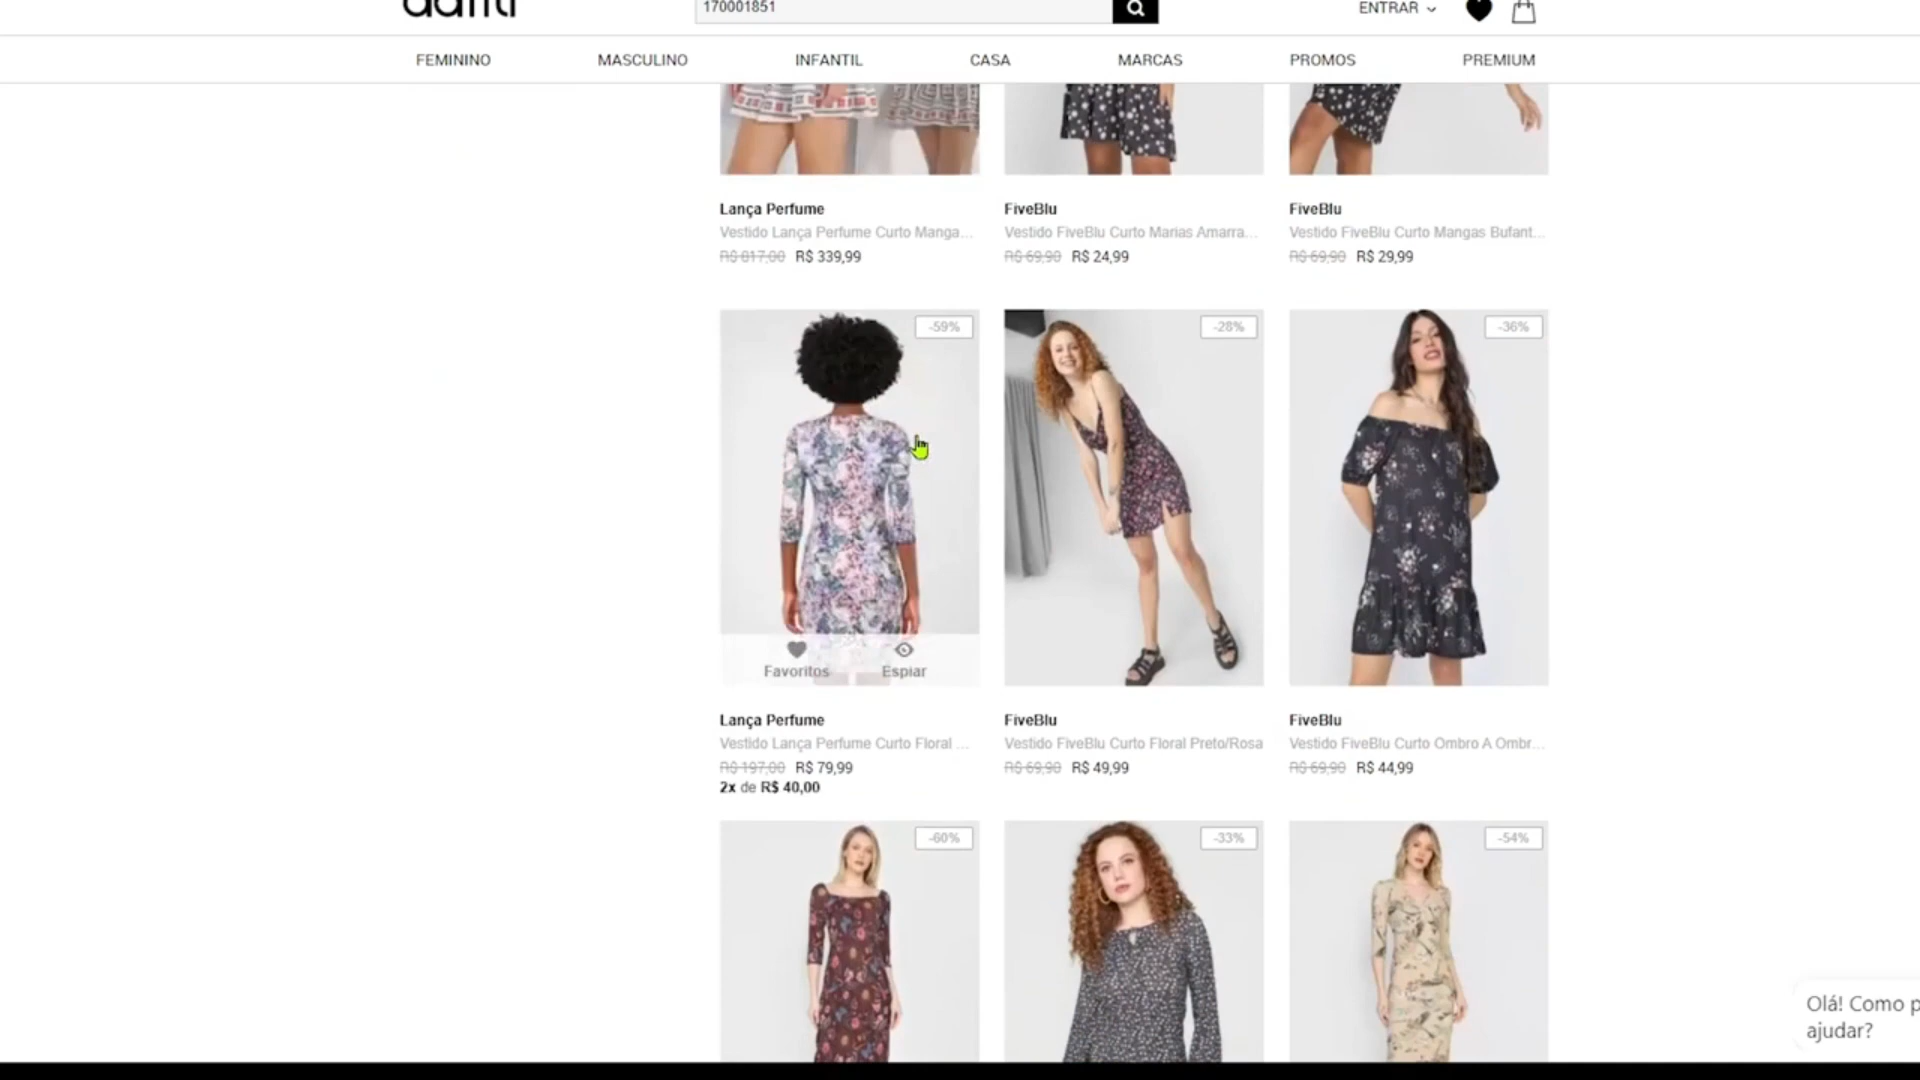 dafiti
170001851
ENTRAR
FEMININO MASCULINO INFANTIL CASA MARCAS PROMOS PREMIUM
Lança Perfume
Vestido Lança Perfume Curto Manga...
R$ 817,00 R$ 339,99
FiveBlu
Vestido FiveBlu Curto Marias Amarra...
R$ 69,90 R$ 24,99
FiveBlu
Vestido FiveBlu Curto Mangas Bufant...
R$ 69,90 R$ 29,99
-59%
Favoritos Espiar
Lança Perfume
Vestido Lança Perfume Curto Floral ...
R$ 197,00 R$ 79,99
2x de R$ 40,00
-28%
FiveBlu
Vestido FiveBlu Curto Floral Preto/Rosa
R$ 69,90 R$ 49,99
-36%
FiveBlu
Vestido FiveBlu Curto Ombro A Ombr...
R$ 69,90 R$ 44,99
-60%
-33%
-54%
Olá! Como p
ajudar?